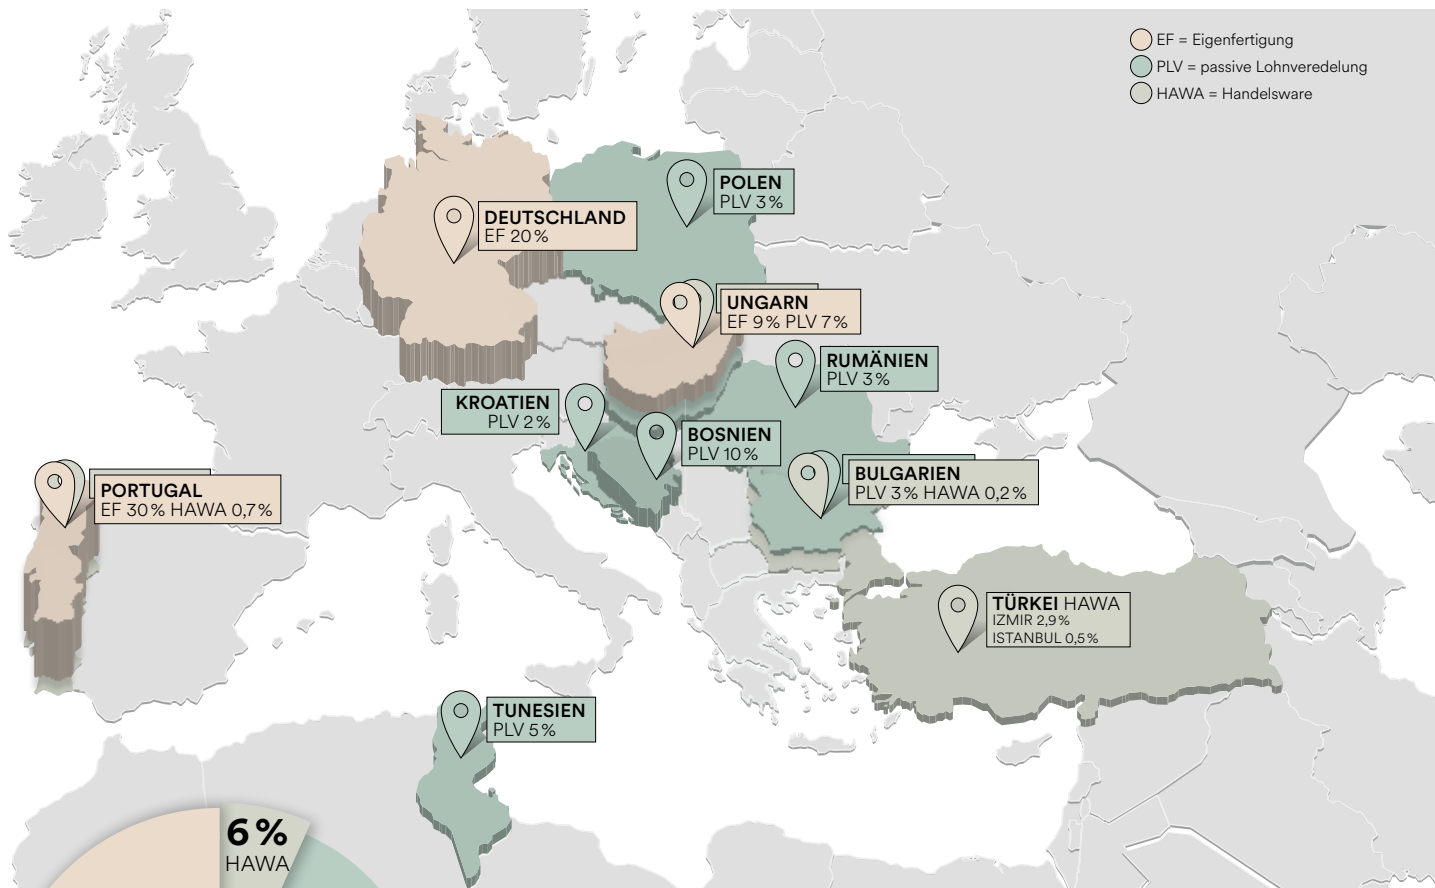 EF = Eigenfertigung
PLV = passive Lohnveredelung
HAWA = Handelsware
POLEN
PLV 3%
DEUTSCHLAND
EF 20%
UNGARN
EF 9% PLV 7%
RUMÄNIEN
PLV 3%
KROATIEN
PLV 2%
BOSNIEN
PLV 10%
BULGARIEN
PLV 3% HAWA 0,2%
PORTUGAL
EF 30% HAWA 0,7%
TÜRKEI HAWA
IZMIR 2,9%
ISTANBUL 0,5%
TUNESIEN
PLV 5%
6%
HAWA